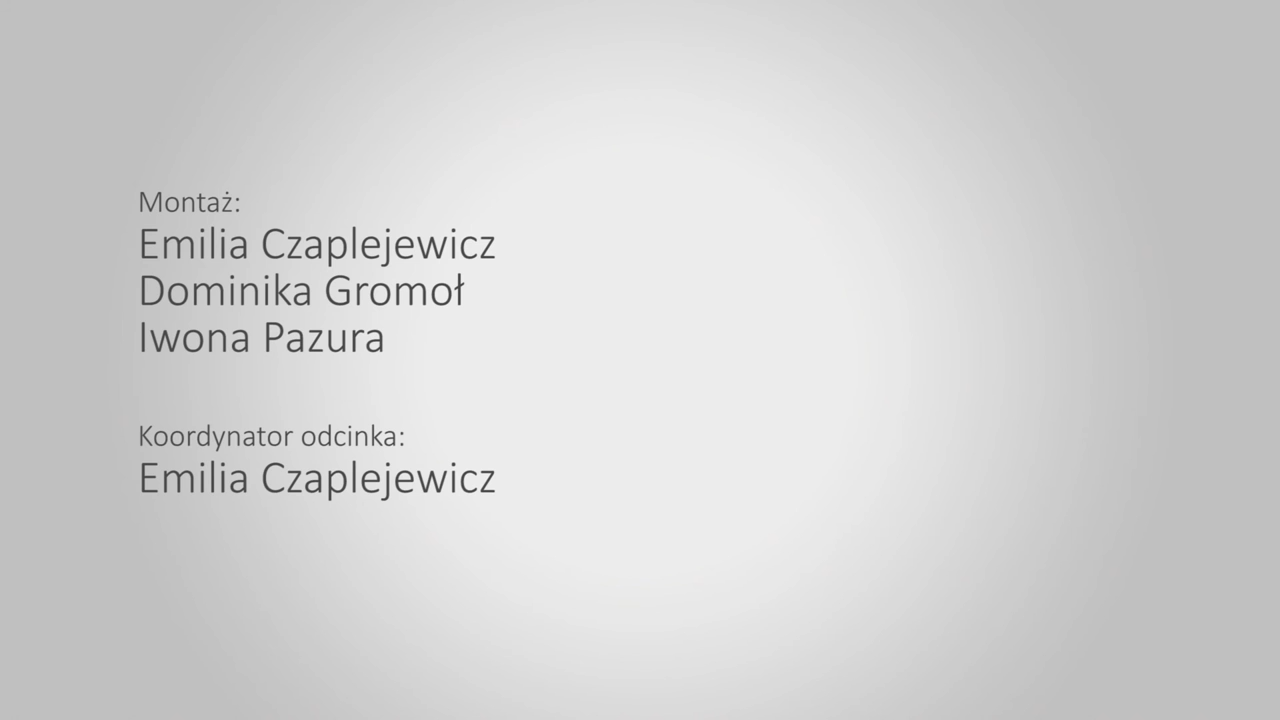 Montaż:
Emilia Czaplejewicz
Dominika Gromoł
Iwona Pazura
Koordynator odcinka:
Emilia Czaplejewicz